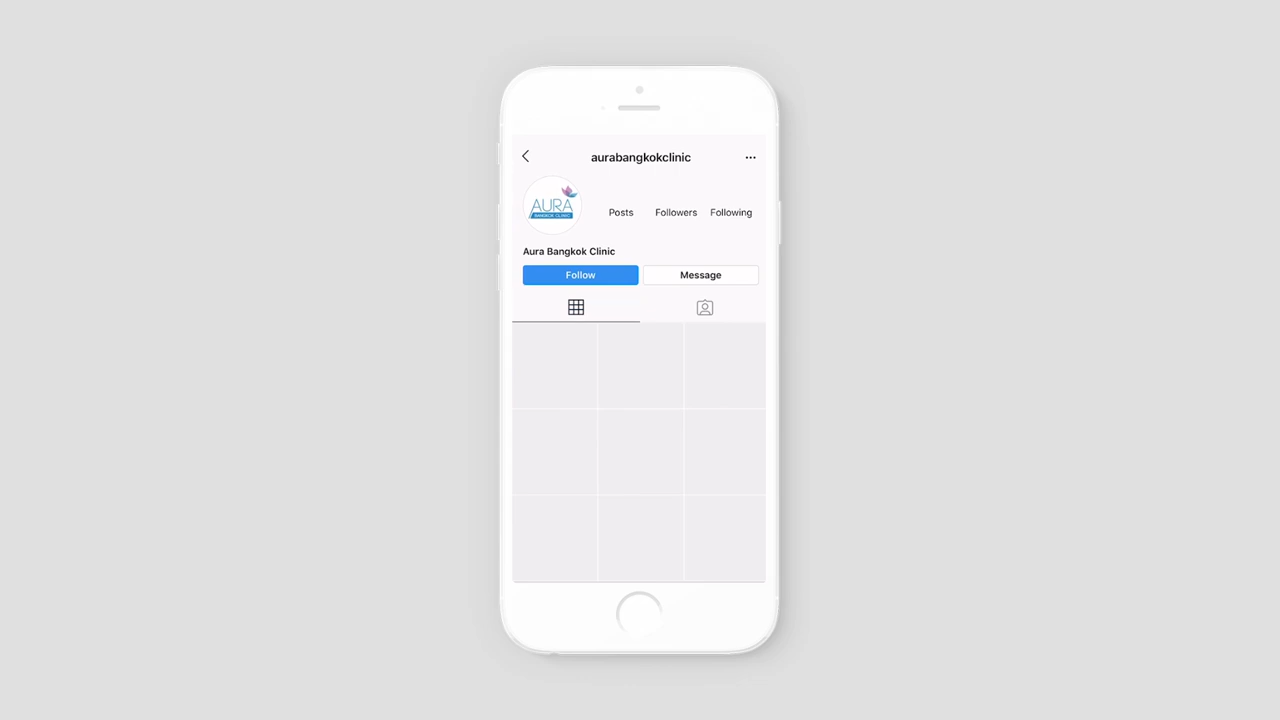 aurabangkokclinic
AURA
BANGKOK CLINIC
Posts Followers Following
Aura Bangkok Clinic
Follow Message